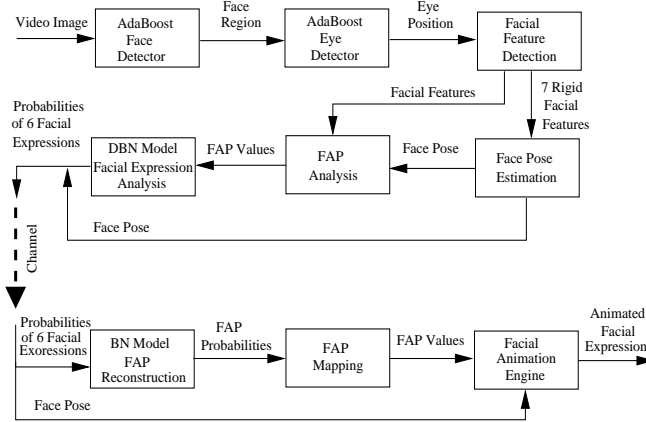 Video Image
AdaBoost
Face
Detector
Face
Region
AdaBoost
Eye
Detector
Eye
Position
Facial
Feature
Detection
Facial Features
7 Rigid
Facial
Features
Probabilities
of 6 Facial
Expressions
DBN Model
Facial Expression
Analysis
FAP Values
FAP
Analysis
Face Pose
Face Pose
Estimation
Face Pose
Channel
Probabilities
of 6 Facial
Exoressions
BN Model
FAP
Reconstruction
FAP
Probabilities
FAP
Mapping
FAP Values
Facial
Animation
Engine
Animated
Facial
Expression
Face Pose